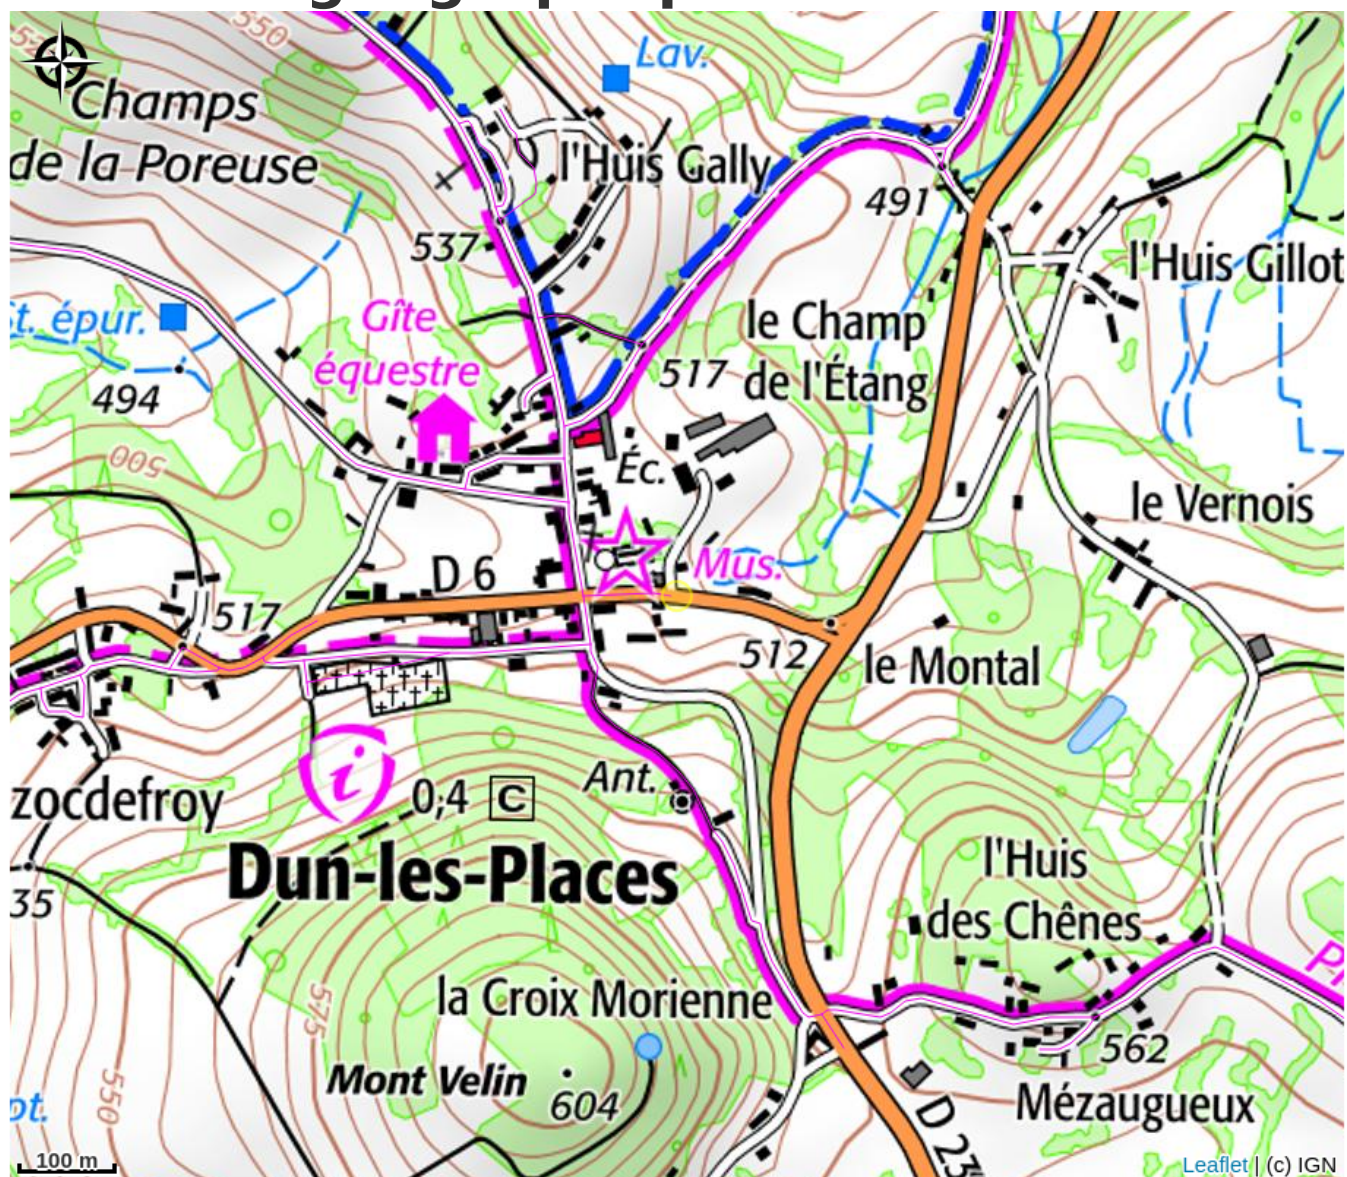 550
Lav.
Champs
de la Poreuse
l'Huis Gally
491
537
l'Huis Gillot
t. épur.
Gîte
équestre
le Champ
de l'Étang
517
494
500
Éc.
le Vernois
D 6
Mus.
517
512
le Montal
Ant.
zocdefroy
0,4 C
Dun-les-Places
l'Huis
des Chênes
35
575
la Croix Morienne
562
Mont Velin
604
550
Mézaugueux
D 23
100 m
Leaflet | (c) IGN